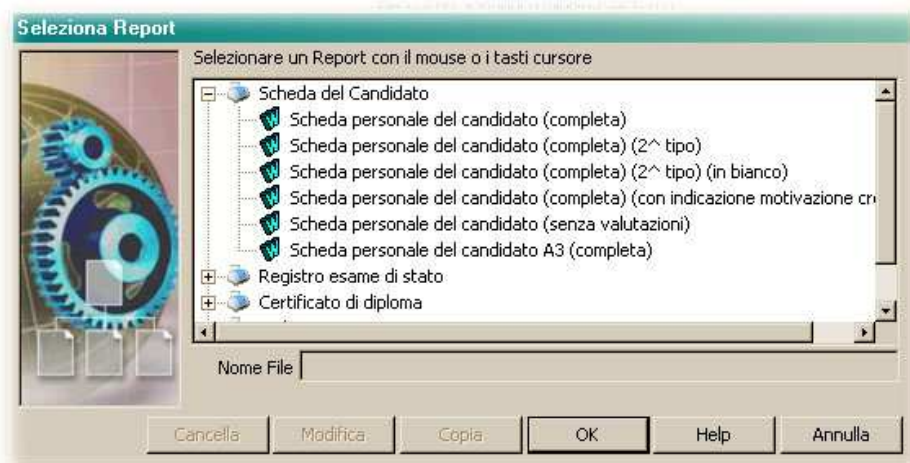 Seleziona Report
Selezionare un Report con il mouse o i tasti cursore
Scheda del Candidato
Scheda personale del candidato (completa)
Scheda personale del candidato (completa) (2^ tipo)
Scheda personale del candidato (completa) (2^ tipo) (in bianco)
Scheda personale del candidato (completa) (con indicazione motivazione cre
Scheda personale del candidato (senza valutazioni)
Scheda personale del candidato A3 (completa)
Registro esame di stato
Certificato di diploma
Nome File
Cancella Modifica Copia OK Help Annulla